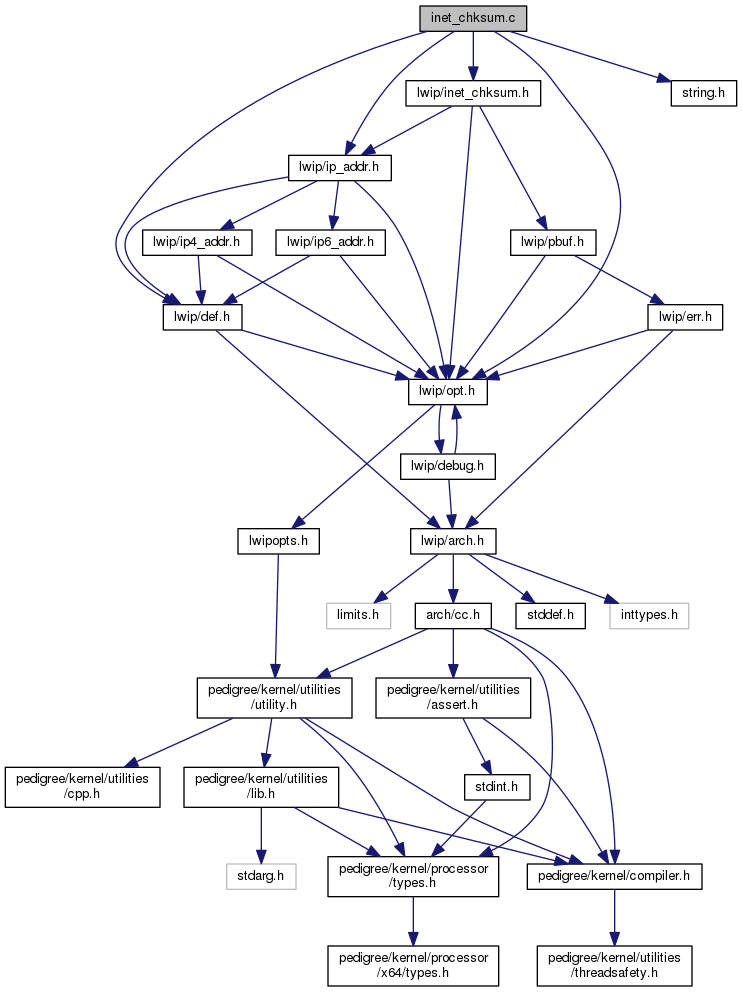 inet_chksum.c
lwip/inet_chksum.h
string.h
lwip/ip_addr.h
lwip/ip4_addr.h
lwip/ip6_addr.h
lwip/pbuf.h
lwip/def.h
lwip/err.h
lwip/opt.h
lwip/debug.h
lwipopts.h
lwip/arch.h
limits.h
arch/cc.h
stddef.h
inttypes.h
pedigree/kernel/utilities
/utility.h
pedigree/kernel/utilities
/assert.h
pedigree/kernel/utilities
/cpp.h
pedigree/kernel/utilities
/lib.h
stdint.h
stdarg.h
pedigree/kernel/processor
/types.h
pedigree/kernel/compiler.h
pedigree/kernel/processor
/x64/types.h
pedigree/kernel/utilities
/threadsafety.h